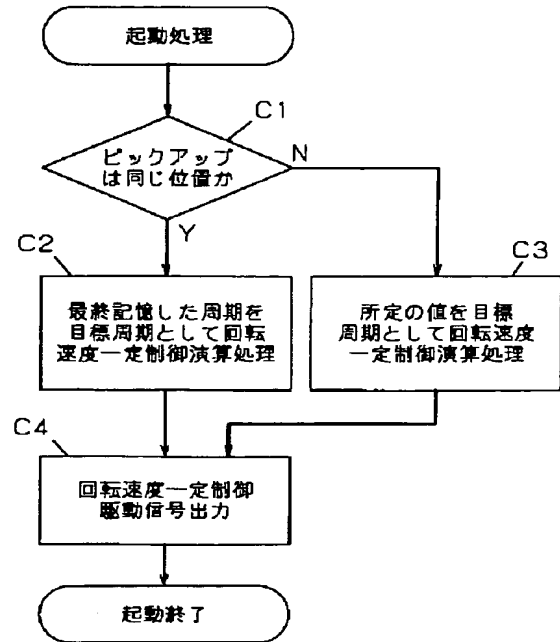 起動処理
C1
ピックアップ
は同じ位置か
N
Y
C2
最終記憶した周期を
目標周期として回転
速度一定制御演算処理
C3
所定の値を目標
周期として回転速度
一定制御演算処理
C4
回転速度一定制御
駆動信号出力
起動終了